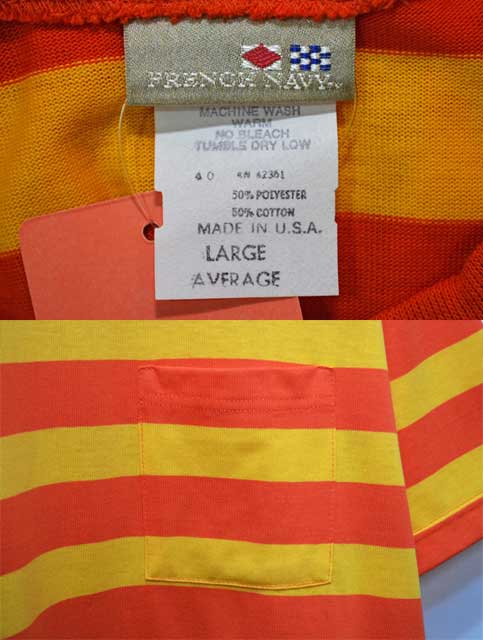 FRENCH NAVY
MACHINE WASH
WARM
NO BLEACH
TUMBLE DRY LOW
40 RN 62361
50% POLYESTER
50% COTTON
MADE IN U.S.A.
LARGE
AVERAGE